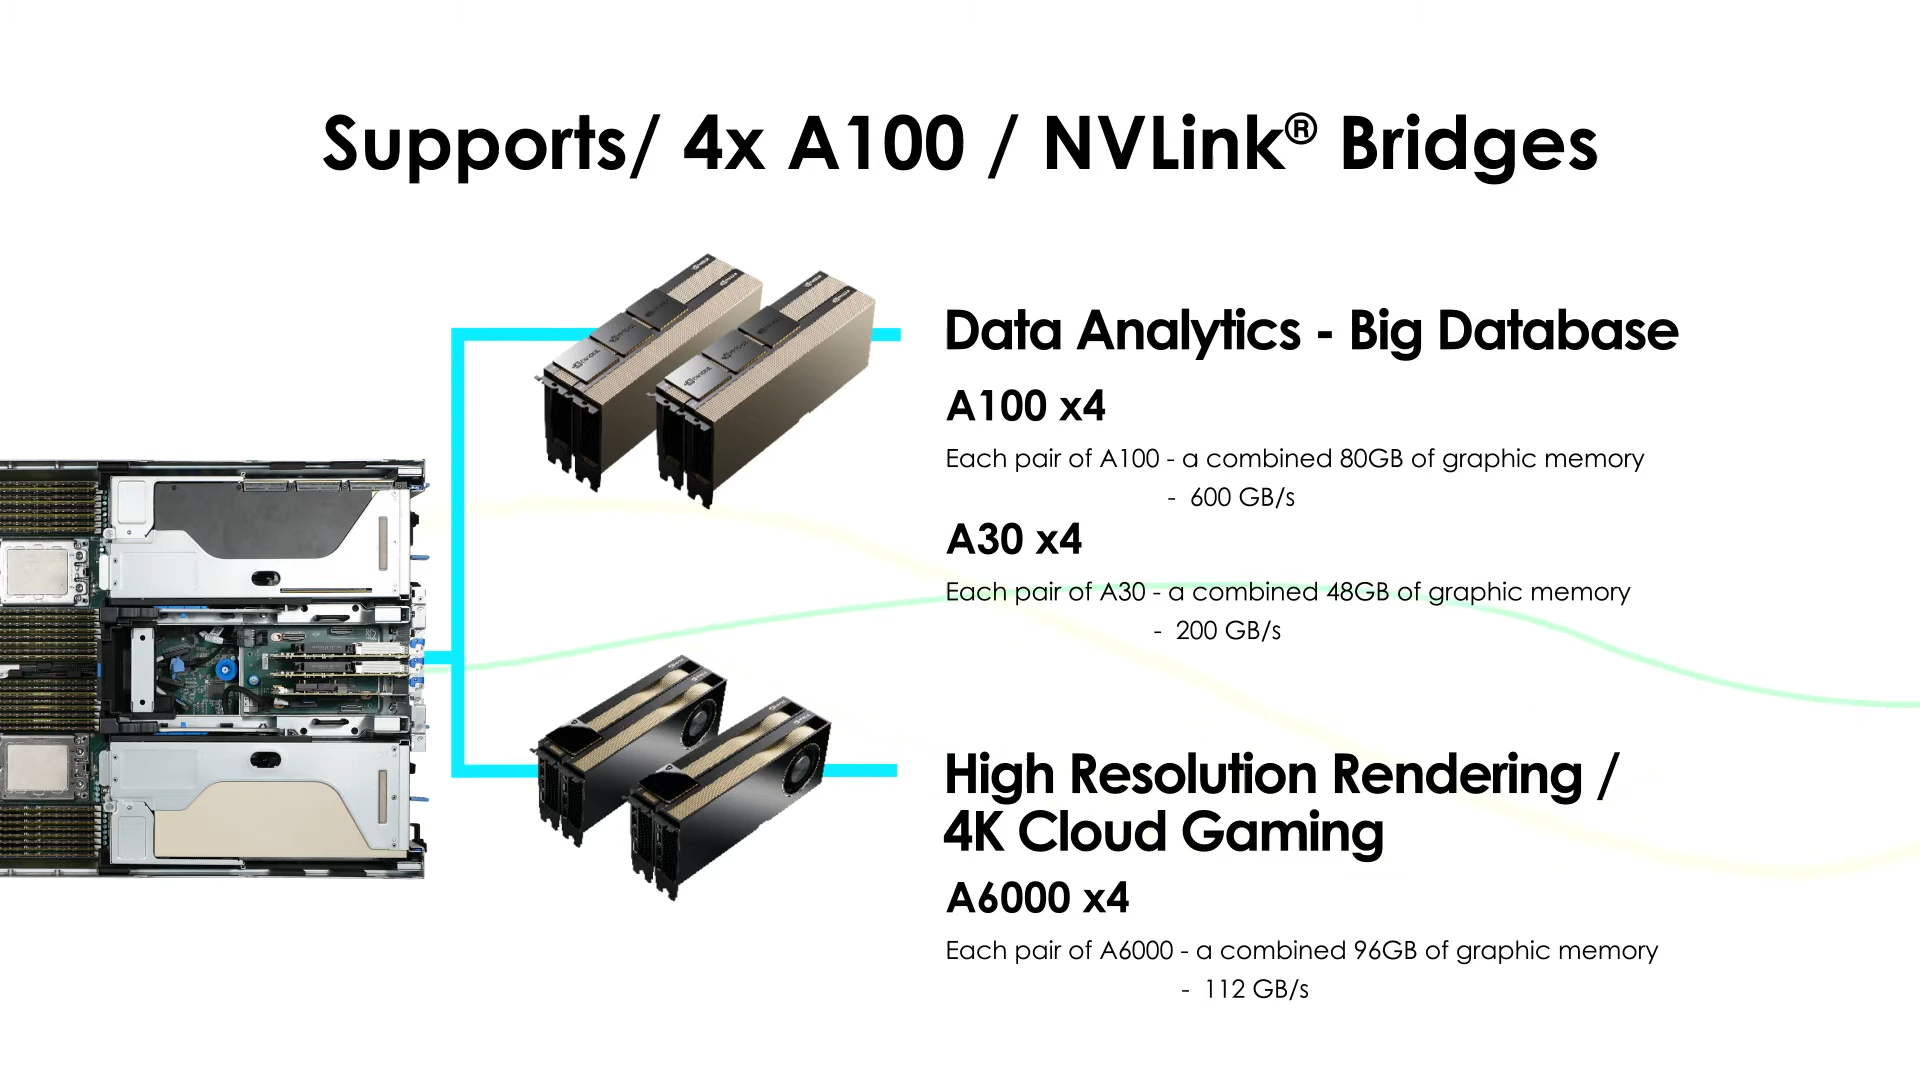 Supports/ 4x A100 / NVLink® Bridges
Data Analytics - Big Database
A100 x4
Each pair of A100 - a combined 80GB of graphic memory
- 600 GB/s
A30 x4
Each pair of A30 - a combined 48GB of graphic memory
- 200 GB/s
High Resolution Rendering /
4K Cloud Gaming
A6000 x4
Each pair of A6000 - a combined 96GB of graphic memory
- 112 GB/s